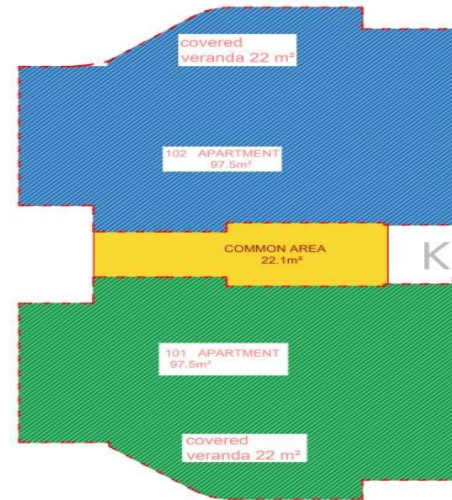 covered
veranda 22 m²
102 APARTMENT
97.5m²
COMMON AREA
22.1m²
K
101 APARTMENT
97.5m²
covered
veranda 22 m²